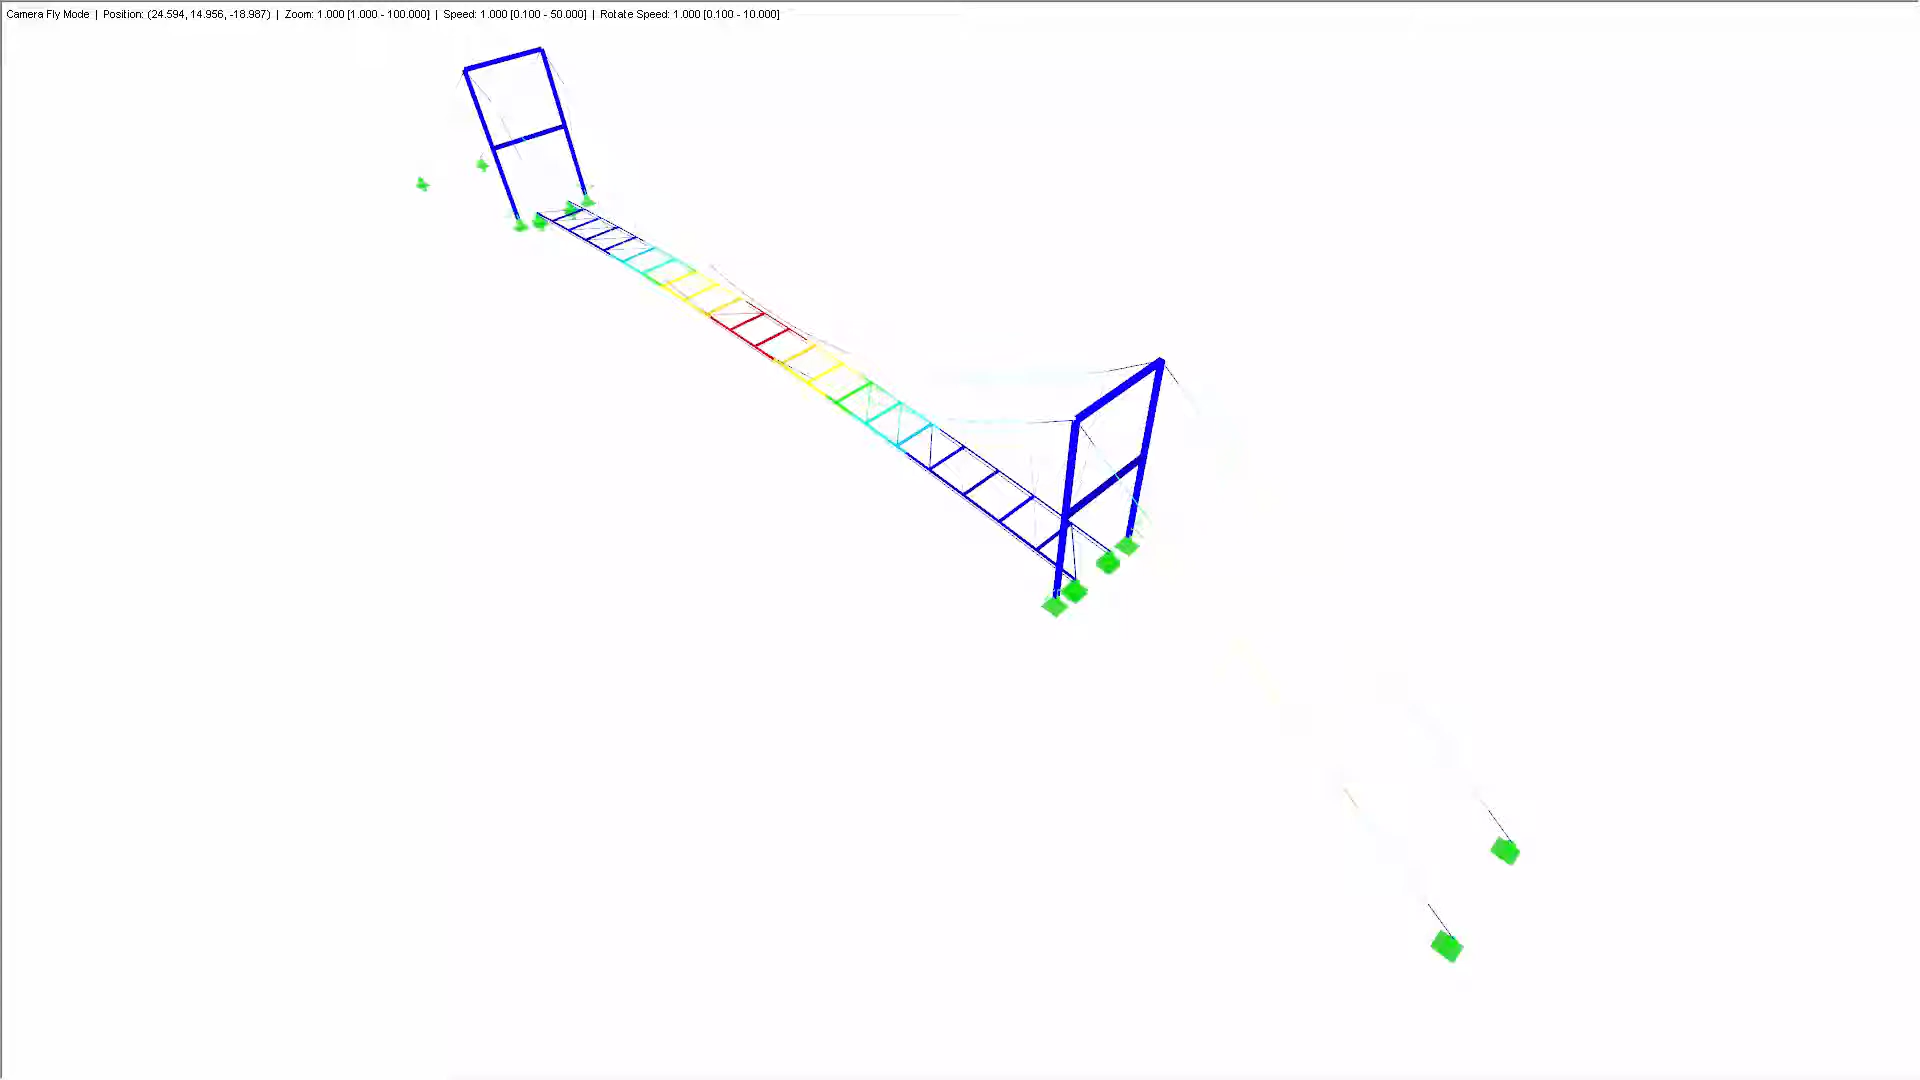 Camera Fly Mode | Position: (24.594, 14.956, -18.987) | Zoom: 1.000 [1.000 - 100.000] | Speed: 1.000 [0.100 - 50.000] | Rotate Speed: 1.000 [0.100 - 10.000]